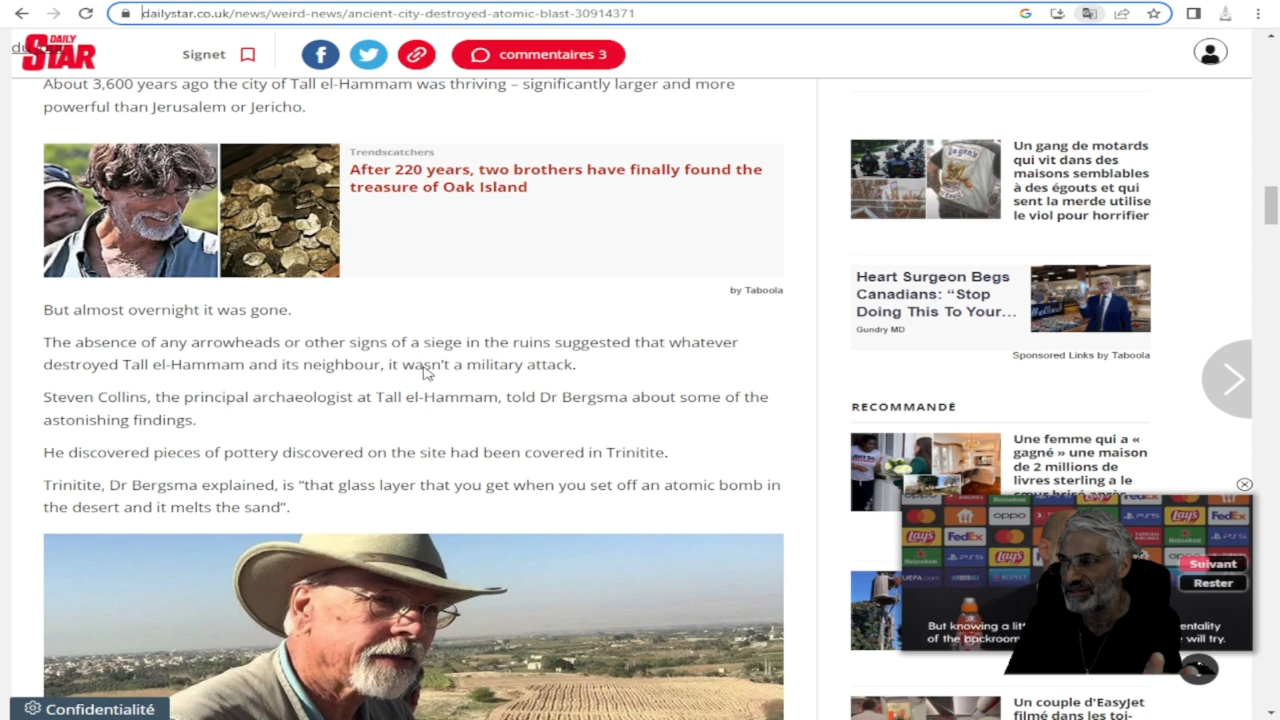 dailystar.co.uk/news/weird-news/ancient-city-destroyed-atomic-blast-30914371
DAILY
STAR
Signet
commentaires 3
About 3,600 years ago the city of Tall el-Hammam was thriving – significantly larger and more
powerful than Jerusalem or Jericho.
Trendscatchers
After 220 years, two brothers have finally found the
treasure of Oak Island
by Taboola
But almost overnight it was gone.
The absence of any arrowheads or other signs of a siege in the ruins suggested that whatever
destroyed Tall el-Hammam and its neighbour, it wasn't a military attack.
Steven Collins, the principal archaeologist at Tall el-Hammam, told Dr Bergsma about some of the
astonishing findings.
He discovered pieces of pottery discovered on the site had been covered in Trinitite.
Trinitite, Dr Bergsma explained, is “that glass layer that you get when you set off an atomic bomb in
the desert and it melts the sand”.
Confidentialité
Un gang de motards
qui vit dans des
maisons semblables
à des égouts et qui
sent la merde utilise
le viol pour horrifier
Heart Surgeon Begs
Canadians: “Stop
Doing This To Your...
Gundry MD
Sponsored Links by Taboola
RECOMMANDÉ
Une femme qui a «
gagné » une maison
de 2 millions de
livres sterling a le
oppo
Lay's
FedEx
PS5
Heineken
Suivant
Rester
But knowing a
of the backroom
will try.
Un couple d'EasyJet
filmé dans les toi-